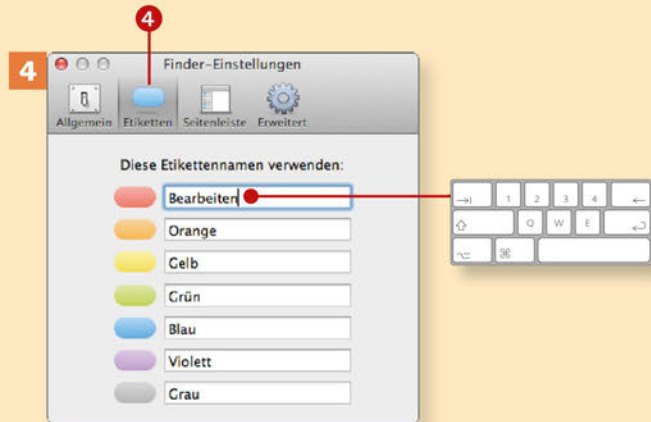 4
4
Finder-Einstellungen
Allgemein Etiketten Seitenleiste Erweitert
Diese Etikettennamen verwenden:
Bearbeiten
Orange
Gelb
Grün
Blau
Violett
Grau
→| 1 2 3 4 ←
⇧ Q W E ↵
⌥ ⌘